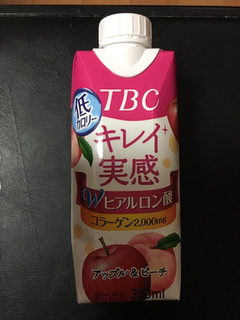 TBC
低
カロリー
キレイ
実感
Wヒアルロン酸
コラーゲン2,000mg
アップル&ピーチ
330ml